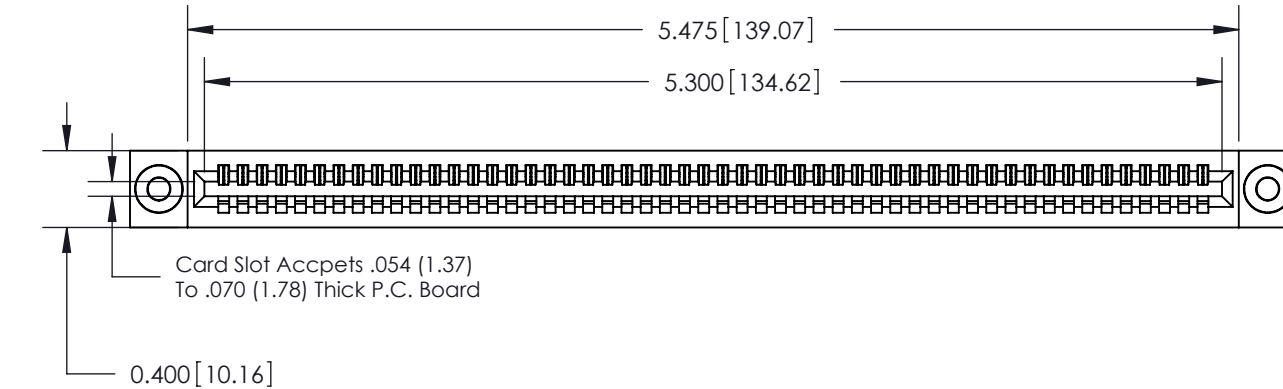 5.475[139.07]
5.300[134.62]
Card Slot Accpets .054 (1.37)
To .070 (1.78) Thick P.C. Board
0.400[10.16]